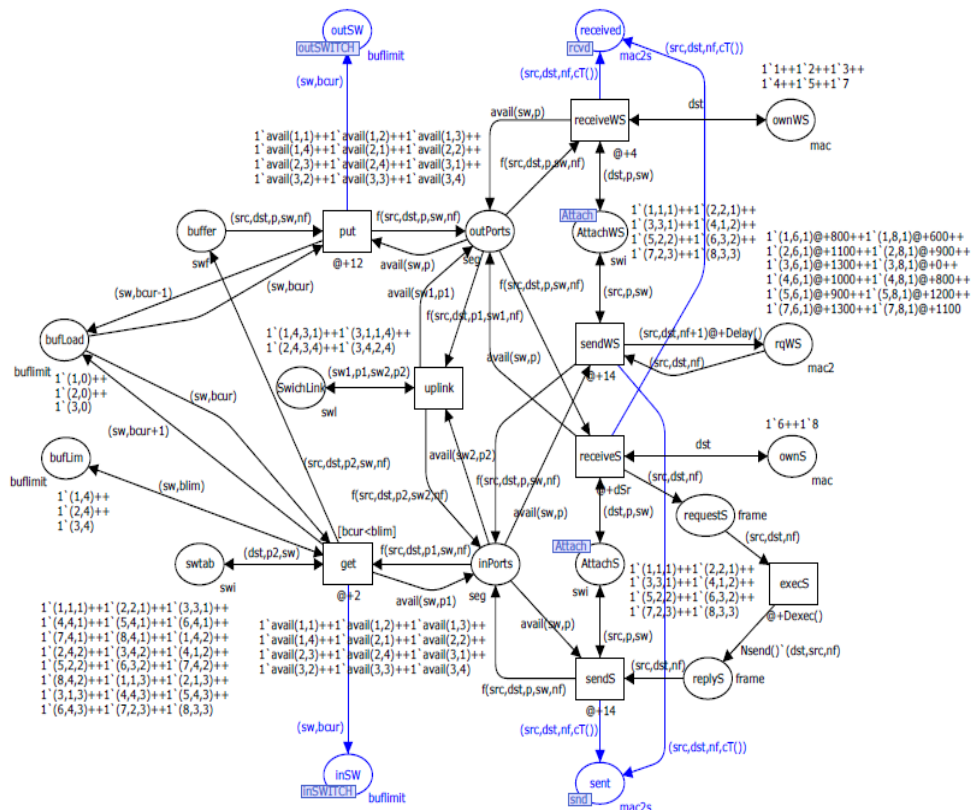 outSW
outSWITCH
buflimit
(sw,bcur)
received
rcvd
mac2s
(src,dst,nf,cT())
(src,dst,nf,cT())
1`1++1`2++1`3++
1`4++1`5++1`7
dst
ownWS
mac
avail(sw,p)
receiveWS
@+4
f(src,dst,p,sw,nf)
(dst,p,sw)
1`avail(1,1)++1`avail(1,2)++1`avail(1,3)++
1`avail(1,4)++1`avail(2,1)++1`avail(2,2)++
1`avail(2,3)++1`avail(2,4)++1`avail(3,1)++
1`avail(3,2)++1`avail(3,3)++1`avail(3,4)
buffer
swf
(src,dst,p,sw,nf)
put
@+12
f(src,dst,p,sw,nf)
avail(sw,p)
outPorts
seg
Attach
AttachWS
swi
1`(1,1,1)++1`(2,2,1)++
1`(3,3,1)++1`(4,1,2)++
1`(5,2,2)++1`(6,3,2)++
1`(7,2,3)++1`(8,3,3)
1`(1,6,1)@+800++1`(1,8,1)@+600++
1`(2,6,1)@+1100++1`(2,8,1)@+900++
1`(3,6,1)@+1300++1`(3,8,1)@+0++
1`(4,6,1)@+1000++1`(4,8,1)@+800++
1`(5,6,1)@+900++1`(5,8,1)@+1200++
1`(7,6,1)@+1300++1`(7,8,1)@+1100
(sw,bcur-1)
(sw,bcur)
avail(sw1,p1)
f(src,dst,p,sw,nf)
(src,p,sw)
f(src,dst,p1,sw1,nf)
bufLoad
buflimit
1`(1,0)++
1`(2,0)++
1`(3,0)
1`(1,4,3,1)++1`(3,1,1,4)++
1`(2,4,3,4)++1`(3,4,2,4)
(src,dst,nf+1)@+Delay()
sendWS
@+14
(src,dst,nf)
rqWS
mac2
avail(sw,p)
SwichLink
swl
(sw1,p1,sw2,p2)
uplink
(sw,bcur)
(sw,bcur+1)
avail(sw2,p2)
1`6++1`8
receiveS
@+dSr
dst
ownS
mac
bufLim
buflimit
1`(1,4)++
1`(2,4)++
1`(3,4)
(sw,blim)
(src,dst,p2,sw,nf)
f(src,dst,p2,sw2,nf)
f(src,dst,p,sw,nf)
avail(sw,p)
(dst,p,sw)
(src,dst,nf)
requestS
frame
(src,dst,nf)
[bcur<blim]
get
@+2
swtab
swi
(dst,p2,sw)
f(src,dst,p1,sw,nf)
avail(sw,p1)
inPorts
seg
Attach
AttachS
swi
1`(1,1,1)++1`(2,2,1)++
1`(3,3,1)++1`(4,1,2)++
1`(5,2,2)++1`(6,3,2)++
1`(7,2,3)++1`(8,3,3)
execS
@+Dexec()
1`(1,1,1)++1`(2,2,1)++1`(3,3,1)++
1`(4,4,1)++1`(5,4,1)++1`(6,4,1)++
1`(7,4,1)++1`(8,4,1)++1`(1,4,2)++
1`(2,4,2)++1`(3,4,2)++1`(4,1,2)++
1`(5,2,2)++1`(6,3,2)++1`(7,4,2)++
1`(8,4,2)++1`(1,1,3)++1`(2,1,3)++
1`(3,1,3)++1`(4,4,3)++1`(5,4,3)++
1`(6,4,3)++1`(7,2,3)++1`(8,3,3)
1`avail(1,1)++1`avail(1,2)++1`avail(1,3)++
1`avail(1,4)++1`avail(2,1)++1`avail(2,2)++
1`avail(2,3)++1`avail(2,4)++1`avail(3,1)++
1`avail(3,2)++1`avail(3,3)++1`avail(3,4)
avail(sw,p)
(src,p,sw)
Nsend()`(dst,src,nf)
f(src,dst,p,sw,nf)
sendS
@+14
(src,dst,nf)
replyS
frame
(sw,bcur)
(src,dst,nf,cT())
(src,dst,nf,cT())
inSW
inSWITCH
buflimit
sent
snd
mac2s